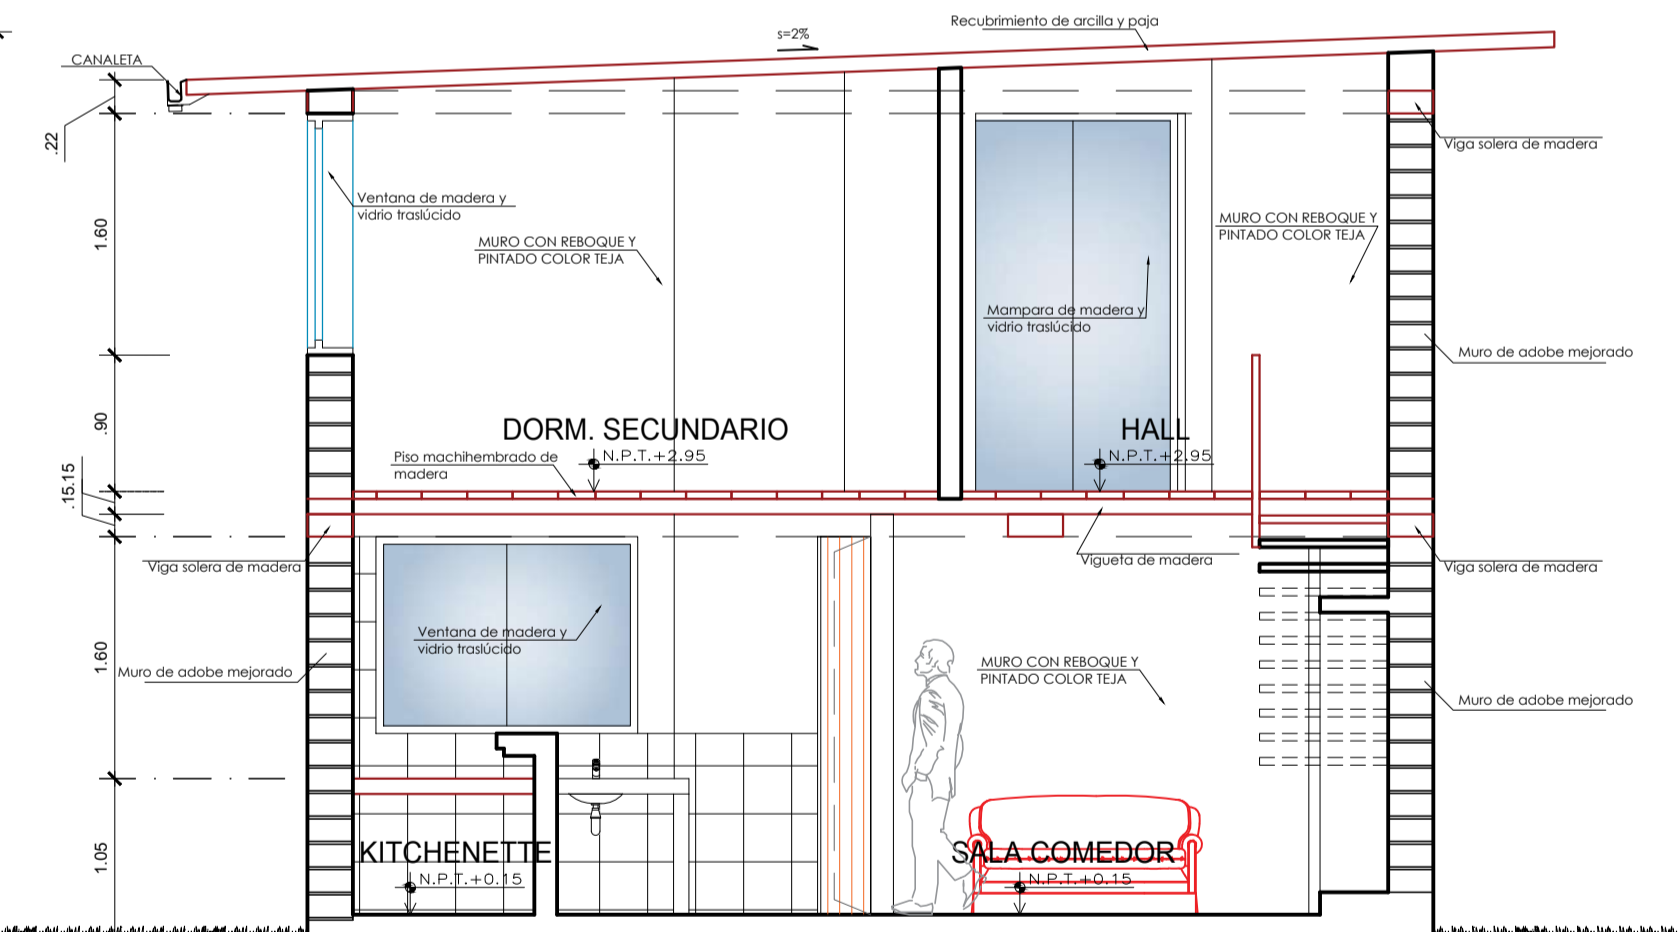 Recubrimiento de arcilla y paja
s=2%
CANALETA
.22
Viga solera de madera
Ventana de madera y
vidrio traslúcido
1.60
MURO CON REBOQUE Y
PINTADO COLOR TEJA
MURO CON REBOQUE Y
PINTADO COLOR TEJA
Mampara de madera y
vidrio traslúcido
Muro de adobe mejorado
.90
DORM. SECUNDARIO
N.P.T.+2.95
HALL
N.P.T.+2.95
Piso machihembrado de
madera
.15.15
Viga solera de madera
Vigueta de madera
Viga solera de madera
Ventana de madera y
vidrio traslúcido
1.60
Muro de adobe mejorado
MURO CON REBOQUE Y
PINTADO COLOR TEJA
Muro de adobe mejorado
1.05
KITCHENETTE
N.P.T.+0.15
SALA COMEDOR
N.P.T.+0.15